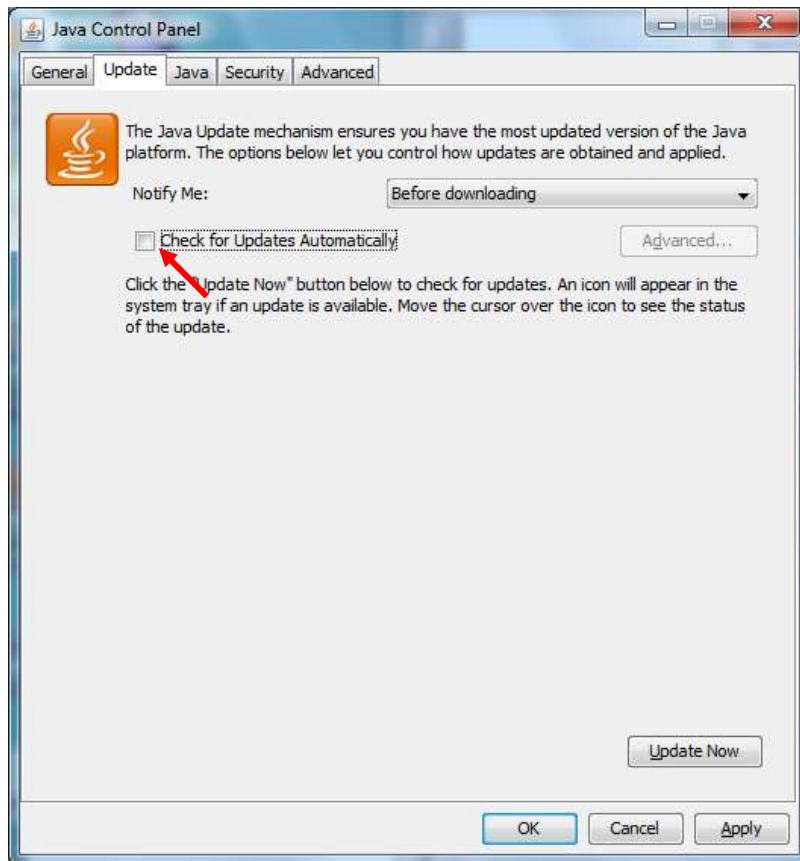 Java Control Panel
General Update Java Security Advanced
The Java Update mechanism ensures you have the most updated version of the Java
platform. The options below let you control how updates are obtained and applied.
Notify Me: Before downloading
Check for Updates Automatically Advanced...
Click the "Update Now" button below to check for updates. An icon will appear in the
system tray if an update is available. Move the cursor over the icon to see the status
of the update.
Update Now
OK Cancel Apply